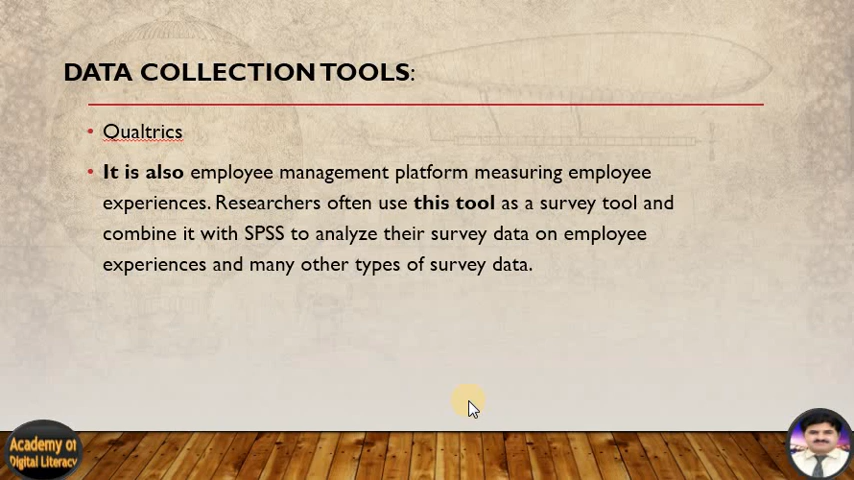 DATA COLLECTION TOOLS:
• Qualtrics
• It is also employee management platform measuring employee
experiences. Researchers often use this tool as a survey tool and
combine it with SPSS to analyze their survey data on employee
experiences and many other types of survey data.
Academy of
Digital Literacy